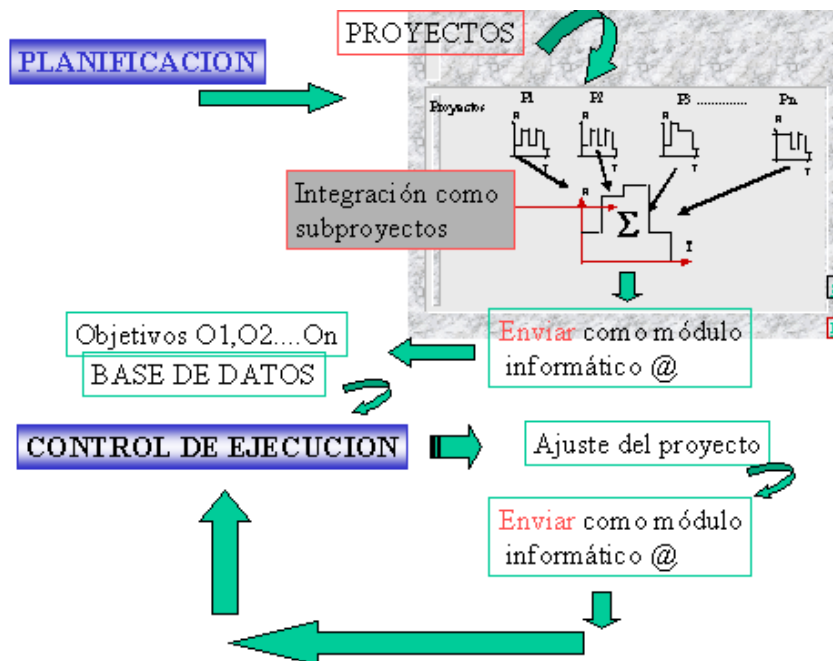 PROYECTOS
PLANIFICACION
Proyectos P1 P2 P3 .............. Pn
R R R R
T T T T
Integración como
subproyectos
R
Σ
T
Enviar como módulo
informático @
Objetivos O1,O2....On
BASE DE DATOS
CONTROL DE EJECUCION
Ajuste del proyecto
Enviar como módulo
informático @